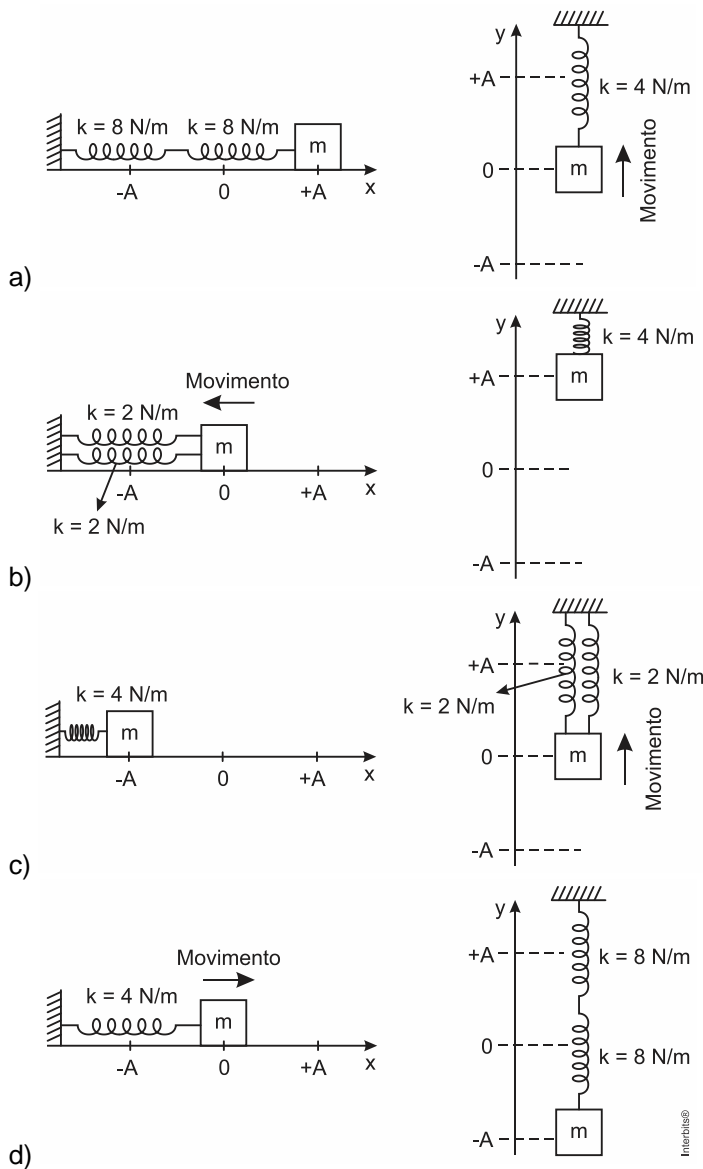 y
+A
k = 4 N/m
k = 8 N/m k = 8 N/m
m
-A 0 +A x
0
m
Movimento
-A
a)
y
k = 4 N/m
+A
m
Movimento
k = 2 N/m
m
-A 0 +A x
k = 2 N/m
0
-A
b)
y
+A
k = 2 N/m
k = 2 N/m
k = 4 N/m
m
-A 0 +A x
0
m
Movimento
-A
c)
y
+A
k = 8 N/m
Movimento
k = 4 N/m
m
-A 0 +A x
0
k = 8 N/m
-A
m
Interbits®
d)